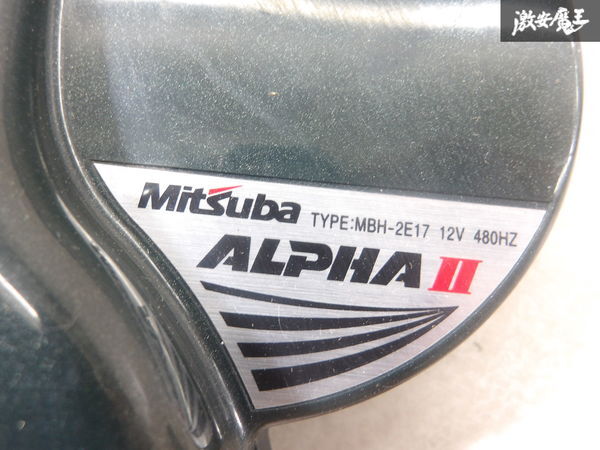 激安魔王
Mitsuba TYPE:MBH-2E17 12V 480HZ
ALPHA II